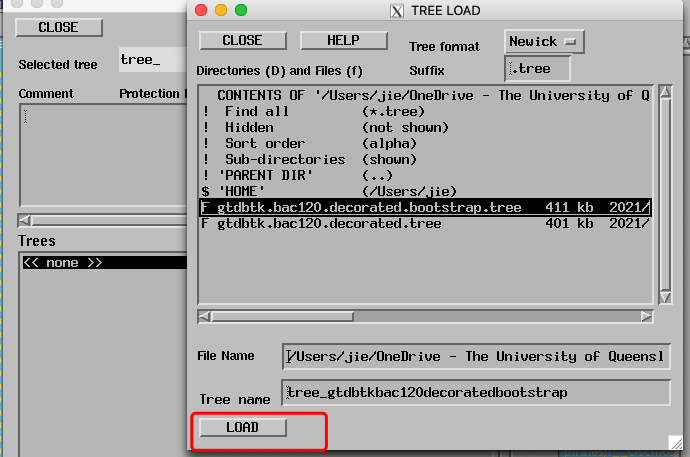 CLOSE
Selected tree
tree_
Comment
Protection
Trees
<< none >>
TREE LOAD
CLOSE
HELP
Tree format
Newick
Directories (D) and Files (f)
Suffix
.tree
CONTENTS OF '/Users/jie/OneDrive - The University of Q
! Find all (*.tree)
! Hidden (not shown)
! Sort order (alpha)
! Sub-directories (shown)
! 'PARENT DIR' (..)
$ 'HOME' (/Users/jie)
F gtdbtk.bac120.decorated.bootstrap.tree 411 kb 2021/
F gtdbtk.bac120.decorated.tree 401 kb 2021/
File Name
/Users/jie/OneDrive - The University of Queensl
Tree name
tree_gtdbtkbac120decoratedbootstrap
LOAD